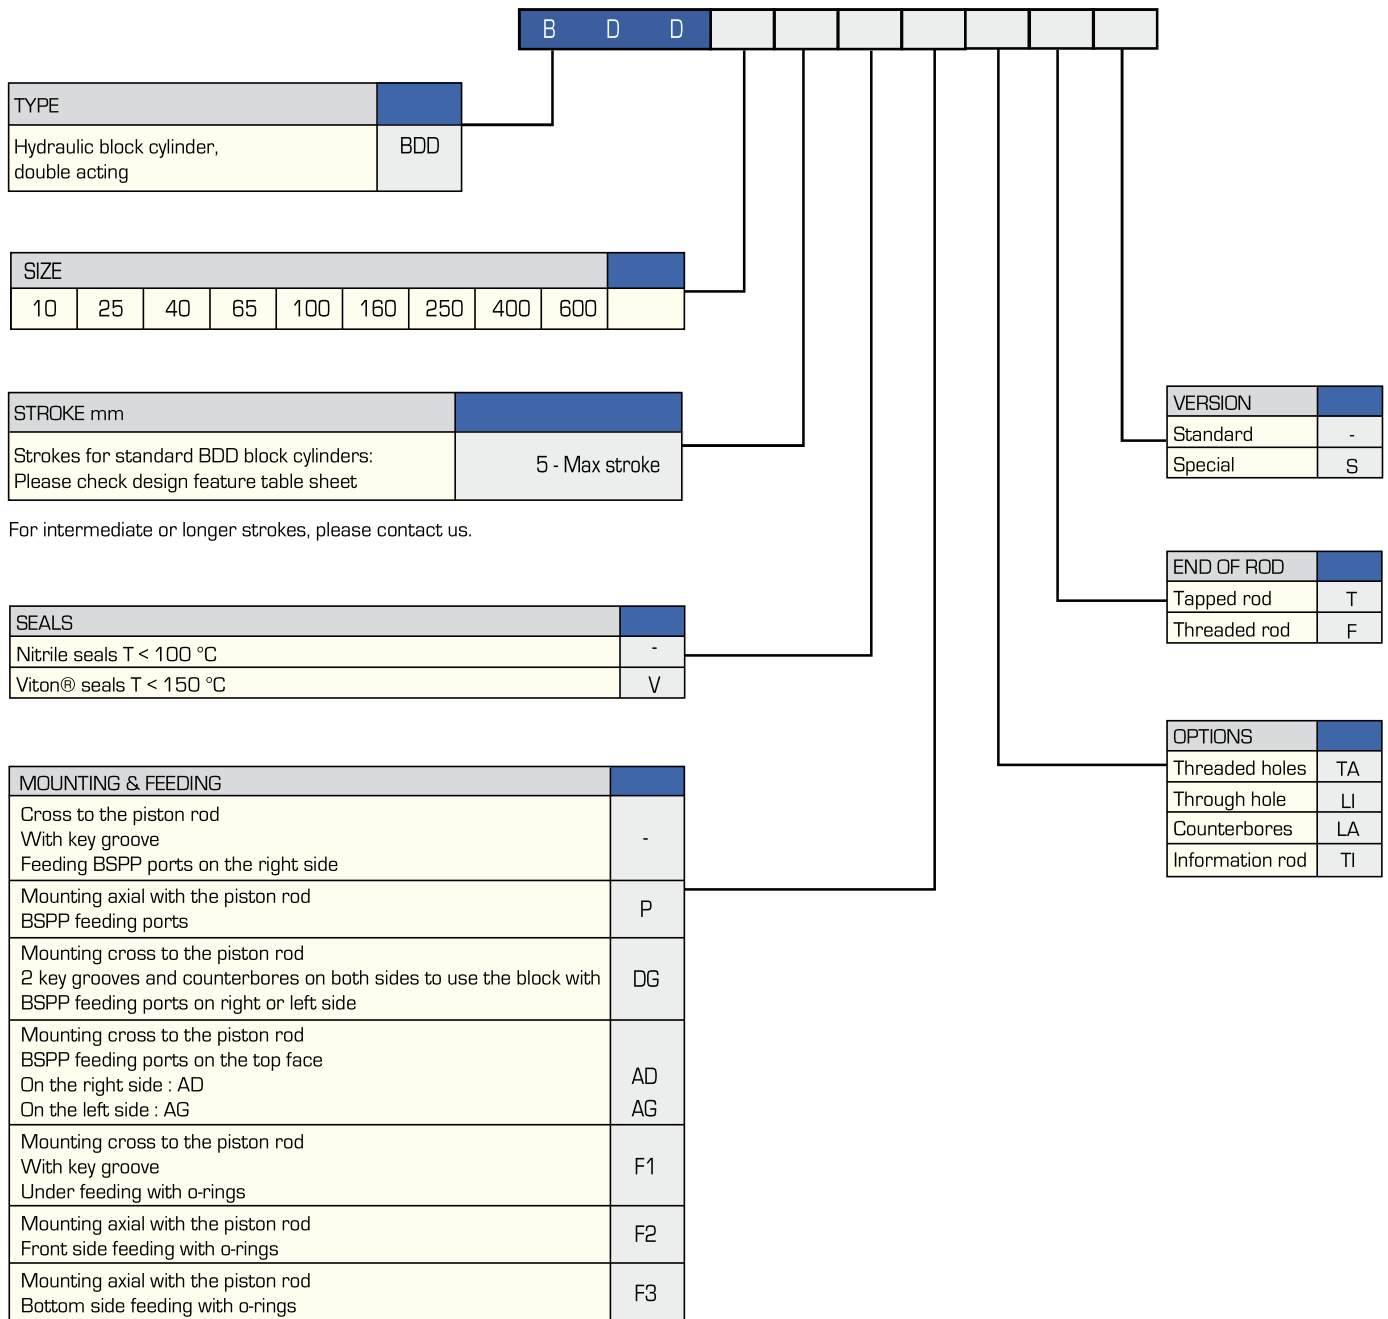 B D D
TYPE
Hydraulic block cylinder,
double acting
BDD
SIZE
10 25 40 65 100 160 250 400 600
STROKE mm
Strokes for standard BDD block cylinders:
Please check design feature table sheet
5 - Max stroke
For intermediate or longer strokes, please contact us.
SEALS
Nitrile seals T < 100 °C -
Viton® seals T < 150 °C V
MOUNTING & FEEDING
Cross to the piston rod
With key groove
Feeding BSPP ports on the right side
-
Mounting axial with the piston rod
BSPP feeding ports
P
Mounting cross to the piston rod
2 key grooves and counterbores on both sides to use the block with
BSPP feeding ports on right or left side
DG
Mounting cross to the piston rod
BSPP feeding ports on the top face
On the right side : AD
On the left side : AG
AD
AG
Mounting cross to the piston rod
With key groove
Under feeding with o-rings
F1
Mounting axial with the piston rod
Front side feeding with o-rings
F2
Mounting axial with the piston rod
Bottom side feeding with o-rings
F3
VERSION
Standard -
Special S
END OF ROD
Tapped rod T
Threaded rod F
OPTIONS
Threaded holes TA
Through hole LI
Counterbores LA
Information rod TI